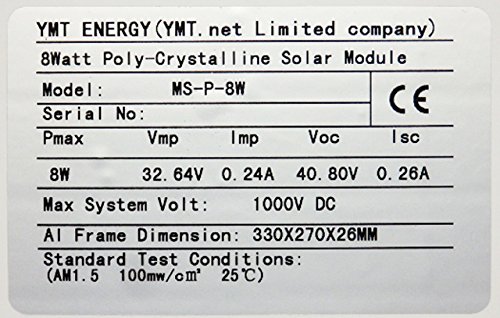 YMT ENERGY(YMT.net Limited company)
8Watt Poly-Crystalline Solar Module
Model: MS-P-8W
Serial No:
CE
Pmax Vmp Imp Voc Isc
8W 32.64V 0.24A 40.80V 0.26A
Max System Volt: 1000V DC
Al Frame Dimension: 330X270X26MM
Standard Test Conditions:
(AM1.5 100mw/cm² 25℃)